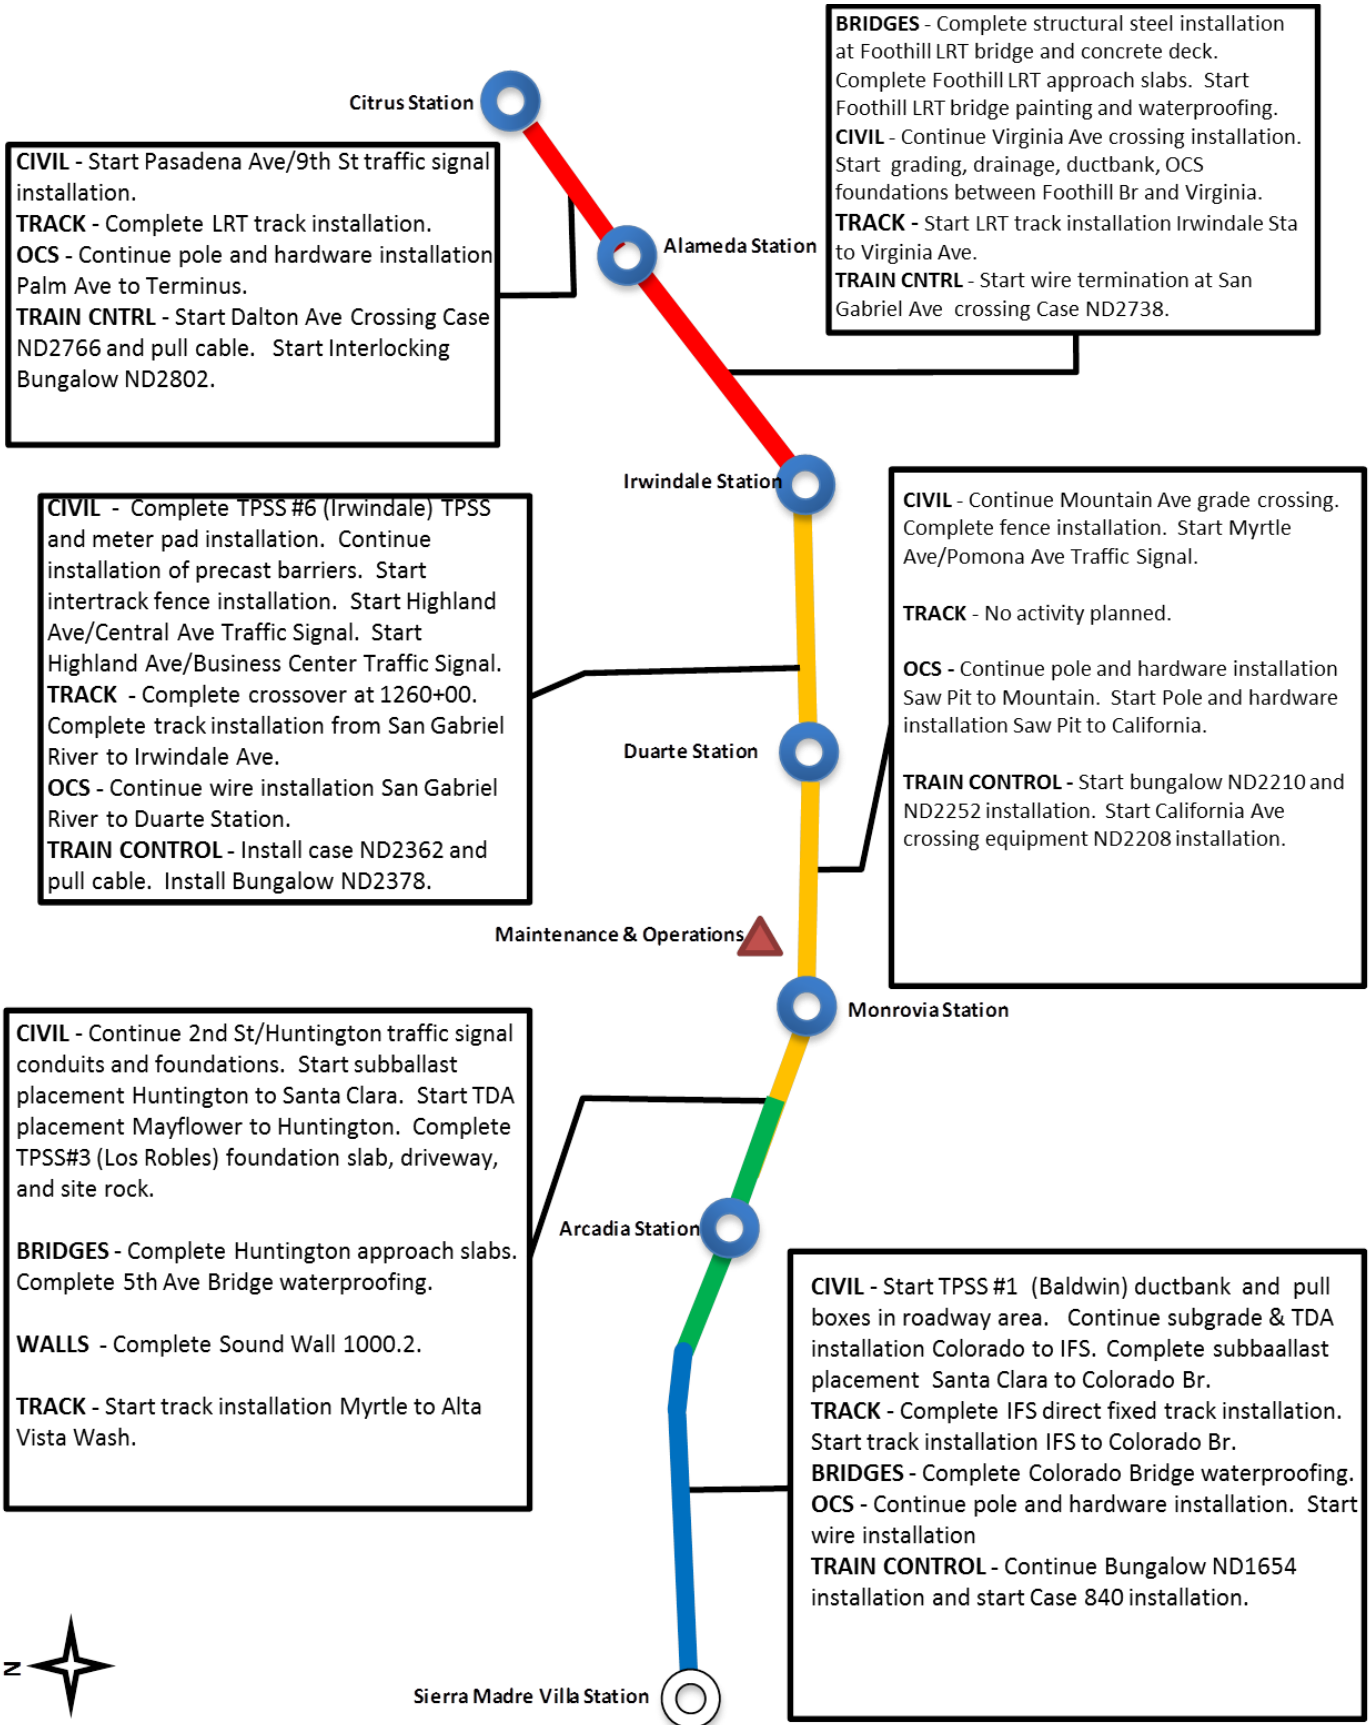 BRIDGES - Complete structural steel installation
at Foothill LRT bridge and concrete deck.
Complete Foothill LRT approach slabs. Start
Foothill LRT bridge painting and waterproofing.
CIVIL - Continue Virginia Ave crossing installation.
Start grading, drainage, ductbank, OCS
foundations between Foothill Br and Virginia.
TRACK - Start LRT track installation Irwindale Sta
to Virginia Ave.
TRAIN CNTRL - Start wire termination at San
Gabriel Ave crossing Case ND2738.
Citrus Station
CIVIL - Start Pasadena Ave/9th St traffic signal
installation.
TRACK - Complete LRT track installation.
OCS - Continue pole and hardware installation
Palm Ave to Terminus.
TRAIN CNTRL - Start Dalton Ave Crossing Case
ND2766 and pull cable. Start Interlocking
Bungalow ND2802.
Alameda Station
Irwindale Station
CIVIL - Complete TPSS #6 (Irwindale) TPSS
and meter pad installation. Continue
installation of precast barriers. Start
intertrack fence installation. Start Highland
Ave/Central Ave Traffic Signal. Start
Highland Ave/Business Center Traffic Signal.
TRACK - Complete crossover at 1260+00.
Complete track installation from San Gabriel
River to Irwindale Ave.
OCS - Continue wire installation San Gabriel
River to Duarte Station.
TRAIN CONTROL - Install case ND2362 and
pull cable. Install Bungalow ND2378.
CIVIL - Continue Mountain Ave grade crossing.
Complete fence installation. Start Myrtle
Ave/Pomona Ave Traffic Signal.
TRACK - No activity planned.
OCS - Continue pole and hardware installation
Saw Pit to Mountain. Start Pole and hardware
installation Saw Pit to California.
TRAIN CONTROL - Start bungalow ND2210 and
ND2252 installation. Start California Ave
crossing equipment ND2208 installation.
Duarte Station
Maintenance & Operations
Monrovia Station
CIVIL - Continue 2nd St/Huntington traffic signal
conduits and foundations. Start subballast
placement Huntington to Santa Clara. Start TDA
placement Mayflower to Huntington. Complete
TPSS#3 (Los Robles) foundation slab, driveway,
and site rock.
BRIDGES - Complete Huntington approach slabs.
Complete 5th Ave Bridge waterproofing.
WALLS - Complete Sound Wall 1000.2.
TRACK - Start track installation Myrtle to Alta
Vista Wash.
Arcadia Station
CIVIL - Start TPSS #1 (Baldwin) ductbank and pull
boxes in roadway area. Continue subgrade & TDA
installation Colorado to IFS. Complete subbaallast
placement Santa Clara to Colorado Br.
TRACK - Complete IFS direct fixed track installation.
Start track installation IFS to Colorado Br.
BRIDGES - Complete Colorado Bridge waterproofing.
OCS - Continue pole and hardware installation. Start
wire installation
TRAIN CONTROL - Continue Bungalow ND1654
installation and start Case 840 installation.
N
Sierra Madre Villa Station